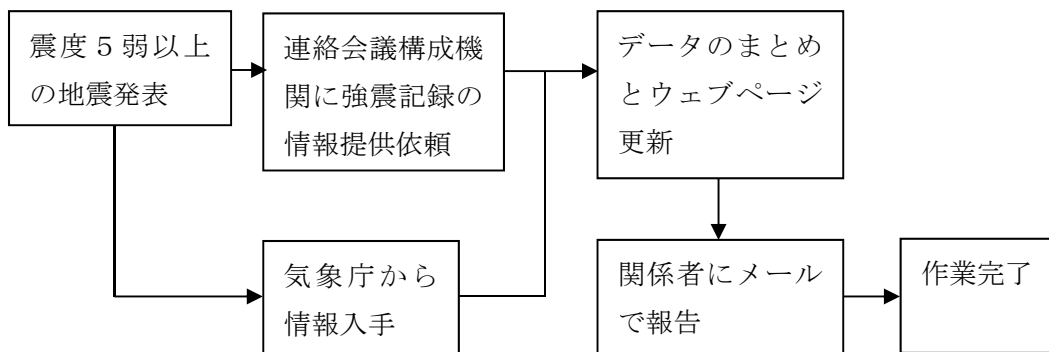 震度５弱以上
の地震発表
連絡会議構成機
関に強震記録の
情報提供依頼
データのまとめ
とウェブページ
更新
気象庁から
情報入手
関係者にメール
で報告
作業完了